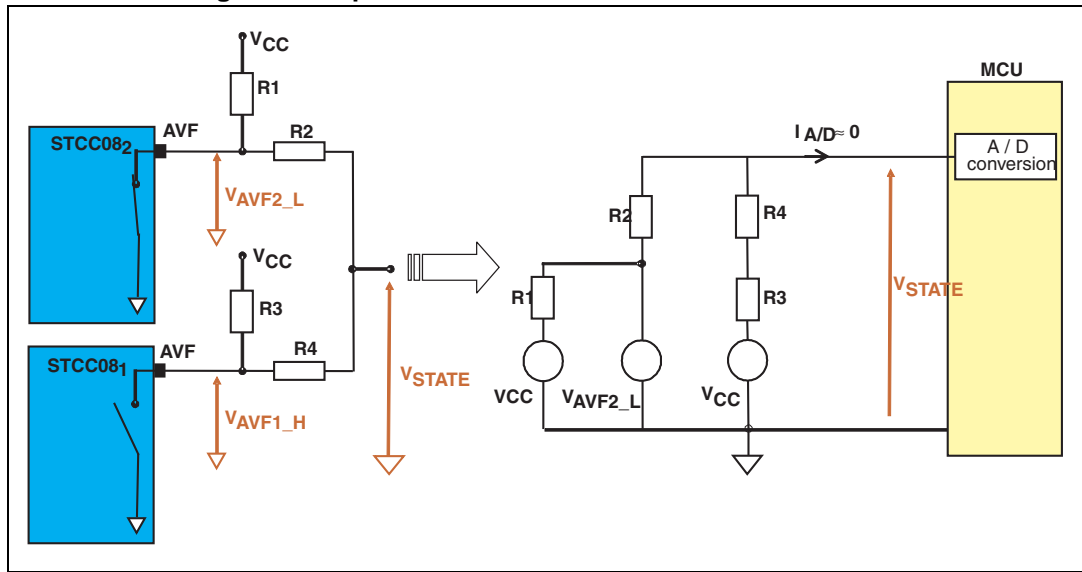 VCC
R1
STCC082
AVF
R2
VAVF2_L
VCC
R3
STCC081
AVF
R4
VAVF1_H
VSTATE
I A/D ≈ 0
R2
R4
R1
R3
VCC
VAVF2_L
VCC
VSTATE
MCU
A / D
conversion